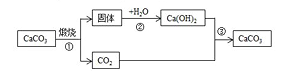 固体 +H₂O ② Ca(OH)₂
CaCO₃ 煅烧 ① ③ CaCO₃
CO₂